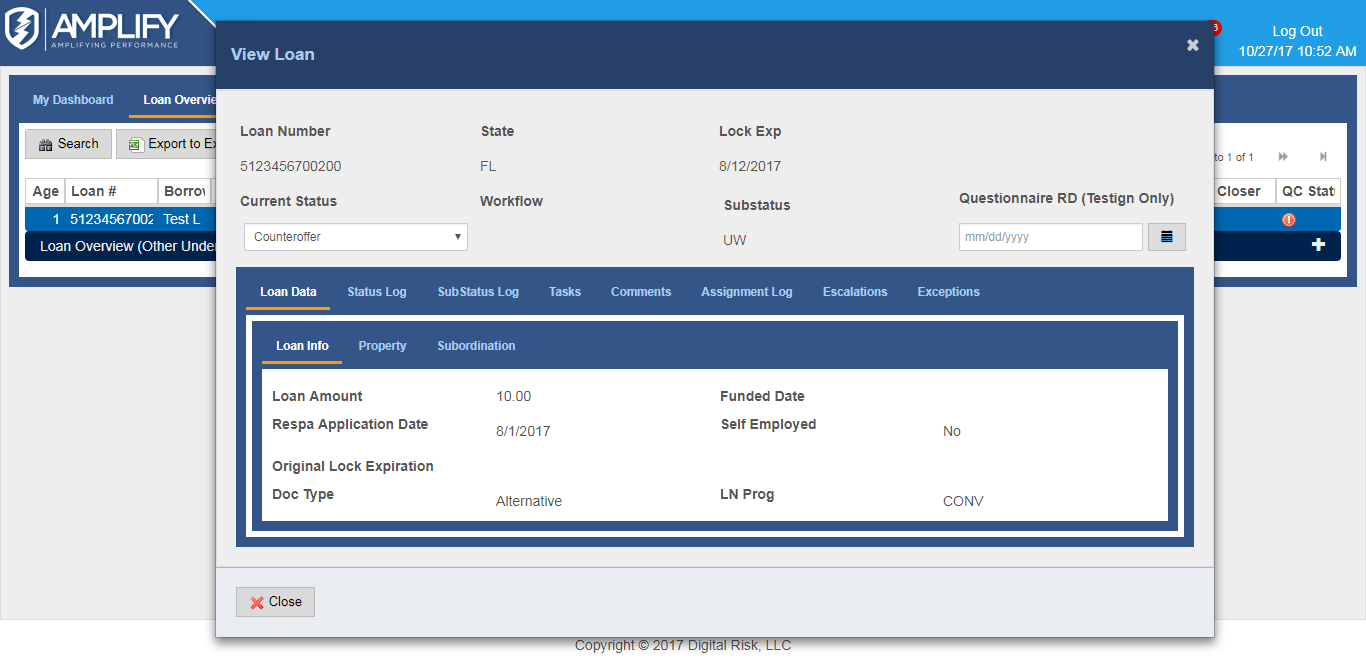 AMPLIFY
AMPLIFYING PERFORMANCE
3
Log Out
10/27/17 10:52 AM
My Dashboard
Loan Overvie
Search
Export to Ex
to 1 of 1
Age
Loan #
Borrov
Closer
QC Stat
1
51234567002
Test L
Loan Overview (Other Under
View Loan
Loan Number
State
Lock Exp
5123456700200
FL
8/12/2017
Current Status
Workflow
Substatus
Questionnaire RD (Testign Only)
Counteroffer
UW
mm/dd/yyyy
Loan Data
Status Log
SubStatus Log
Tasks
Comments
Assignment Log
Escalations
Exceptions
Loan Info
Property
Subordination
Loan Amount
10.00
Funded Date
Respa Application Date
8/1/2017
Self Employed
No
Original Lock Expiration
Doc Type
Alternative
LN Prog
CONV
Close
Copyright © 2017 Digital Risk, LLC